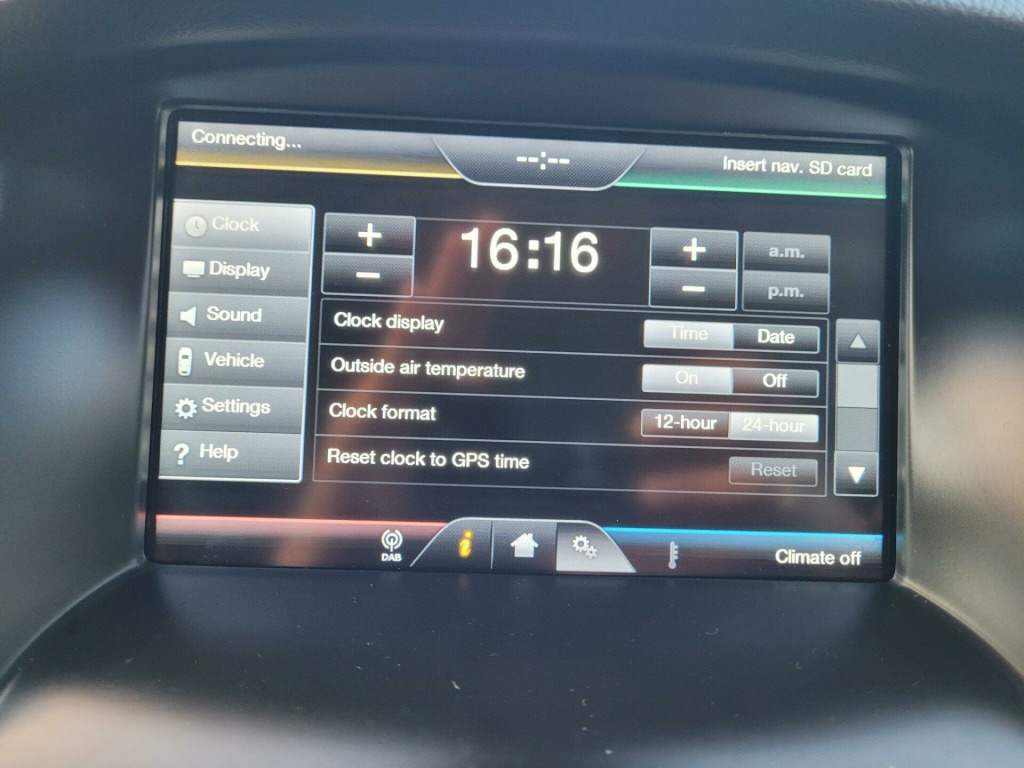 Connecting...
--:--
Insert nav. SD card
Clock
Display
Sound
Vehicle
Settings
? Help
+ 16:16 + a.m.
− − p.m.
Clock display Time Date
Outside air temperature On Off
Clock format 12-hour 24-hour
Reset clock to GPS time Reset
DAB
i
Climate off